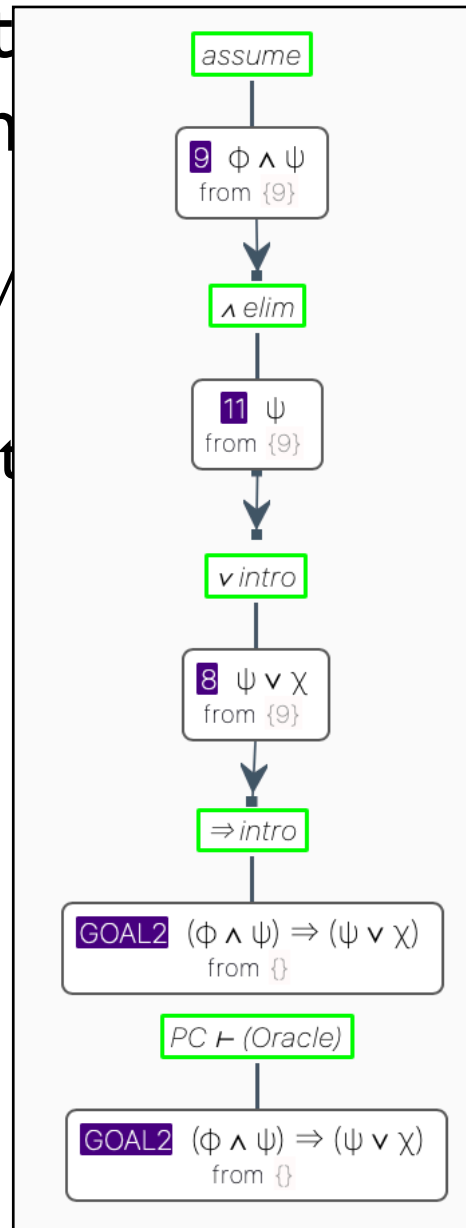 t
assume
n
9 Φ ∧ ψ
from {9}
∧ elim
11 ψ
from {9}
t
∨ intro
8 ψ ∨ χ
from {9}
⇒ intro
GOAL2 (Φ ∧ ψ) ⇒ (ψ ∨ χ)
from {}
PC ⊢ (Oracle)
GOAL2 (Φ ∧ ψ) ⇒ (ψ ∨ χ)
from {}